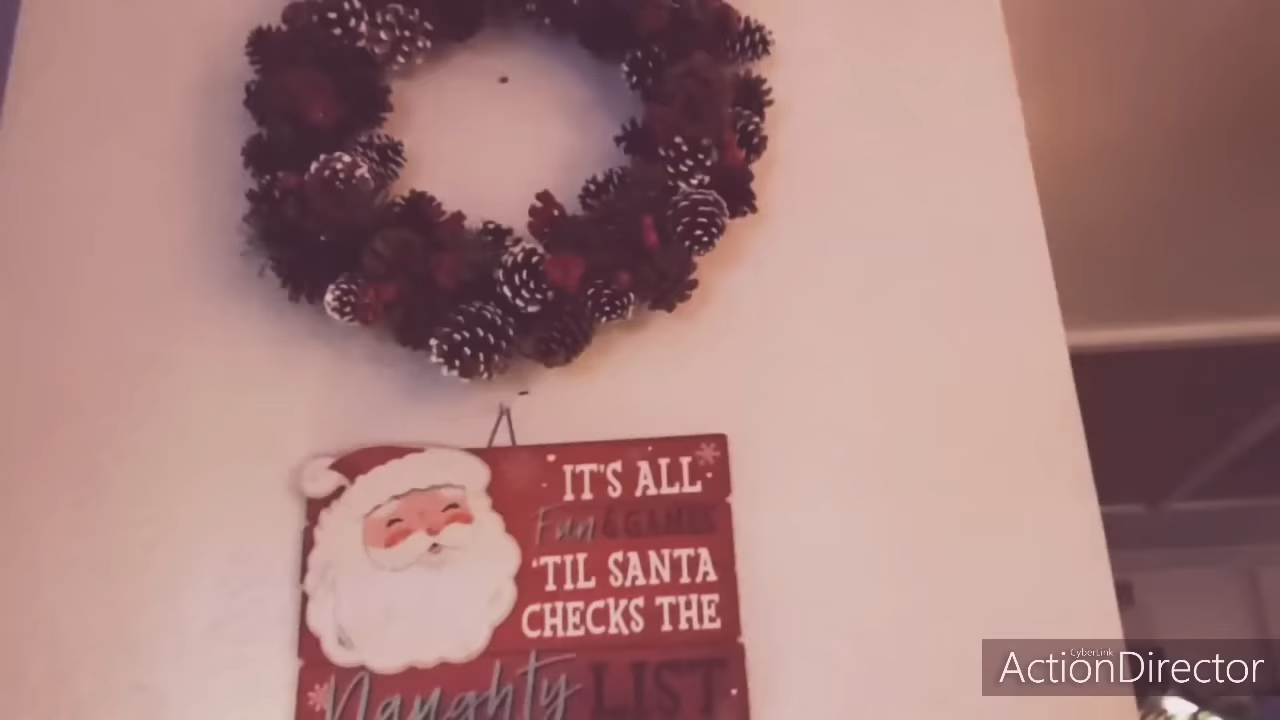 IT'S ALL
Fun & GAMES
'TIL SANTA
CHECKS THE
Naughty LIST
CyberLink
ActionDirector